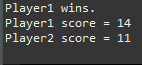 Player1 wins.
Player1 score = 14
Player2 score = 11